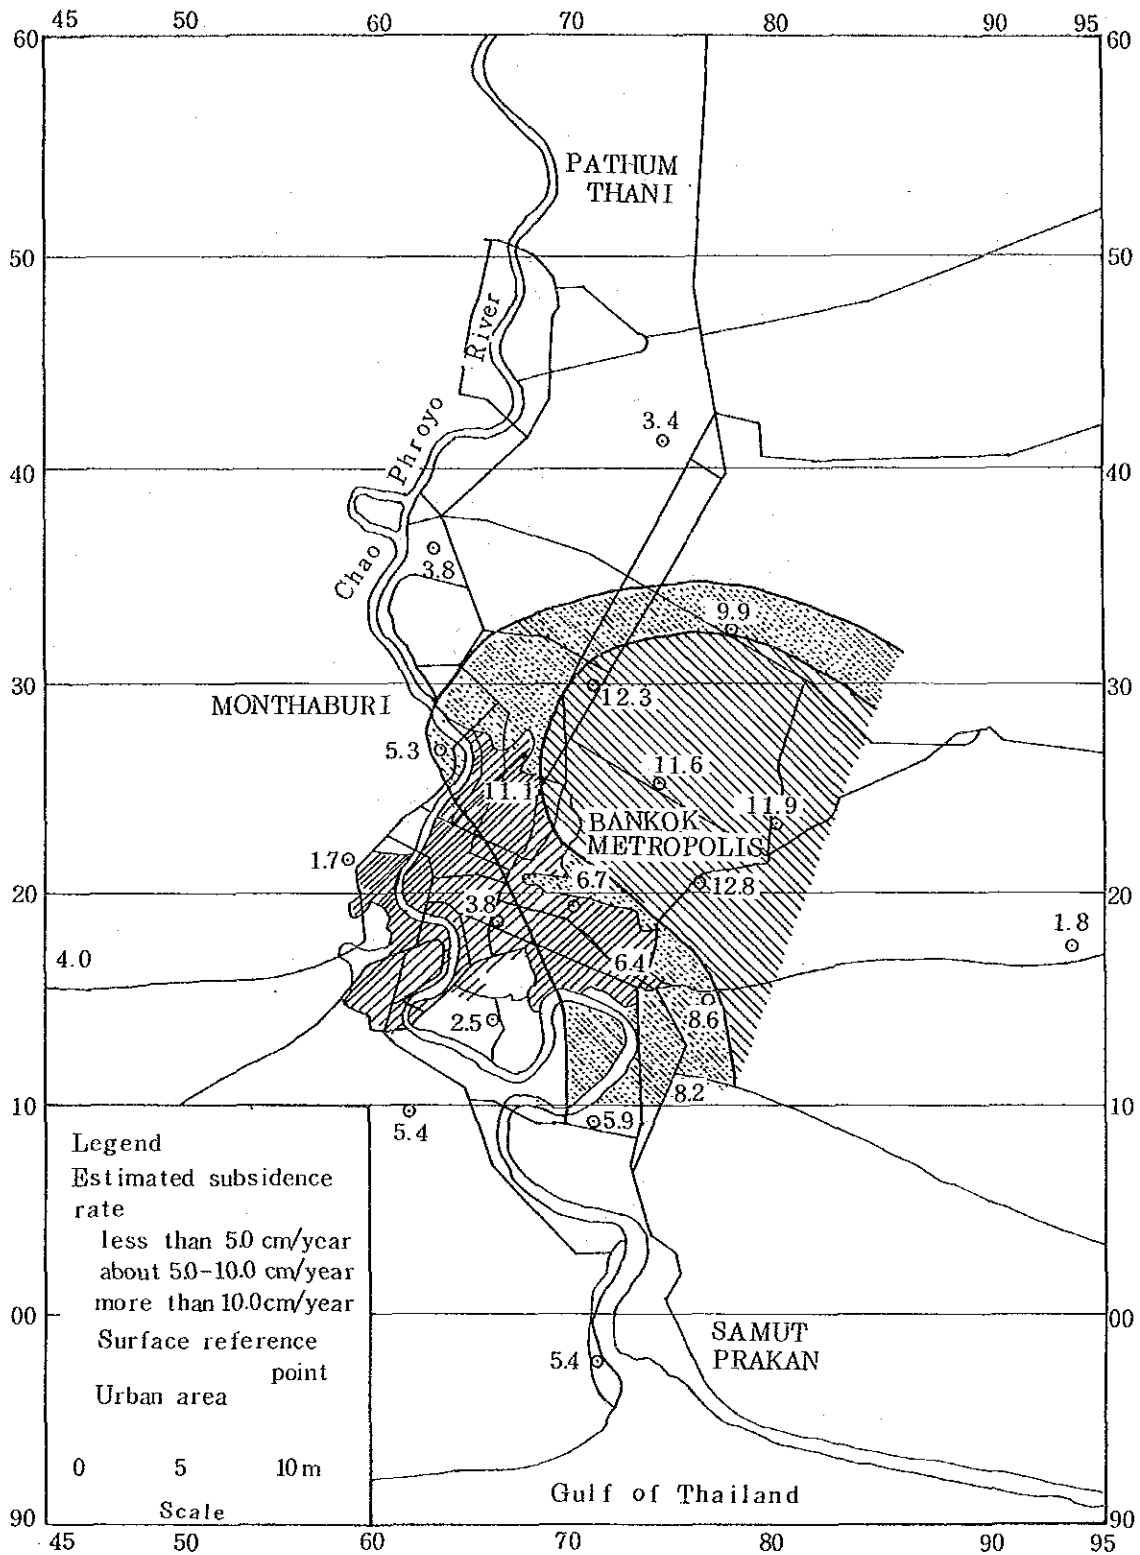 45 50 60 70 80 90 95
60 60
PATHUM
THANI
50 50
River
Phroyo
Chao
3.4
40 40
3.8
9.9
30 30
12.3
MONTHABURI
5.3
11.6
11.1
11.9
BANKOK
METROPOLIS
1.7
6.7
12.8
20 20
3.8
1.8
6.4
4.0
2.5
8.6
8.2
10 10
5.9
5.4
Legend
Estimated subsidence
rate
less than 5.0 cm/year
about 5.0-10.0 cm/year
more than 10.0cm/year
00 00
Surface reference
point
SAMUT
PRAKAN
5.4
Urban area
0 5 10m
Scale
Gulf of Thailand
90 90
45 50 60 70 80 90 95